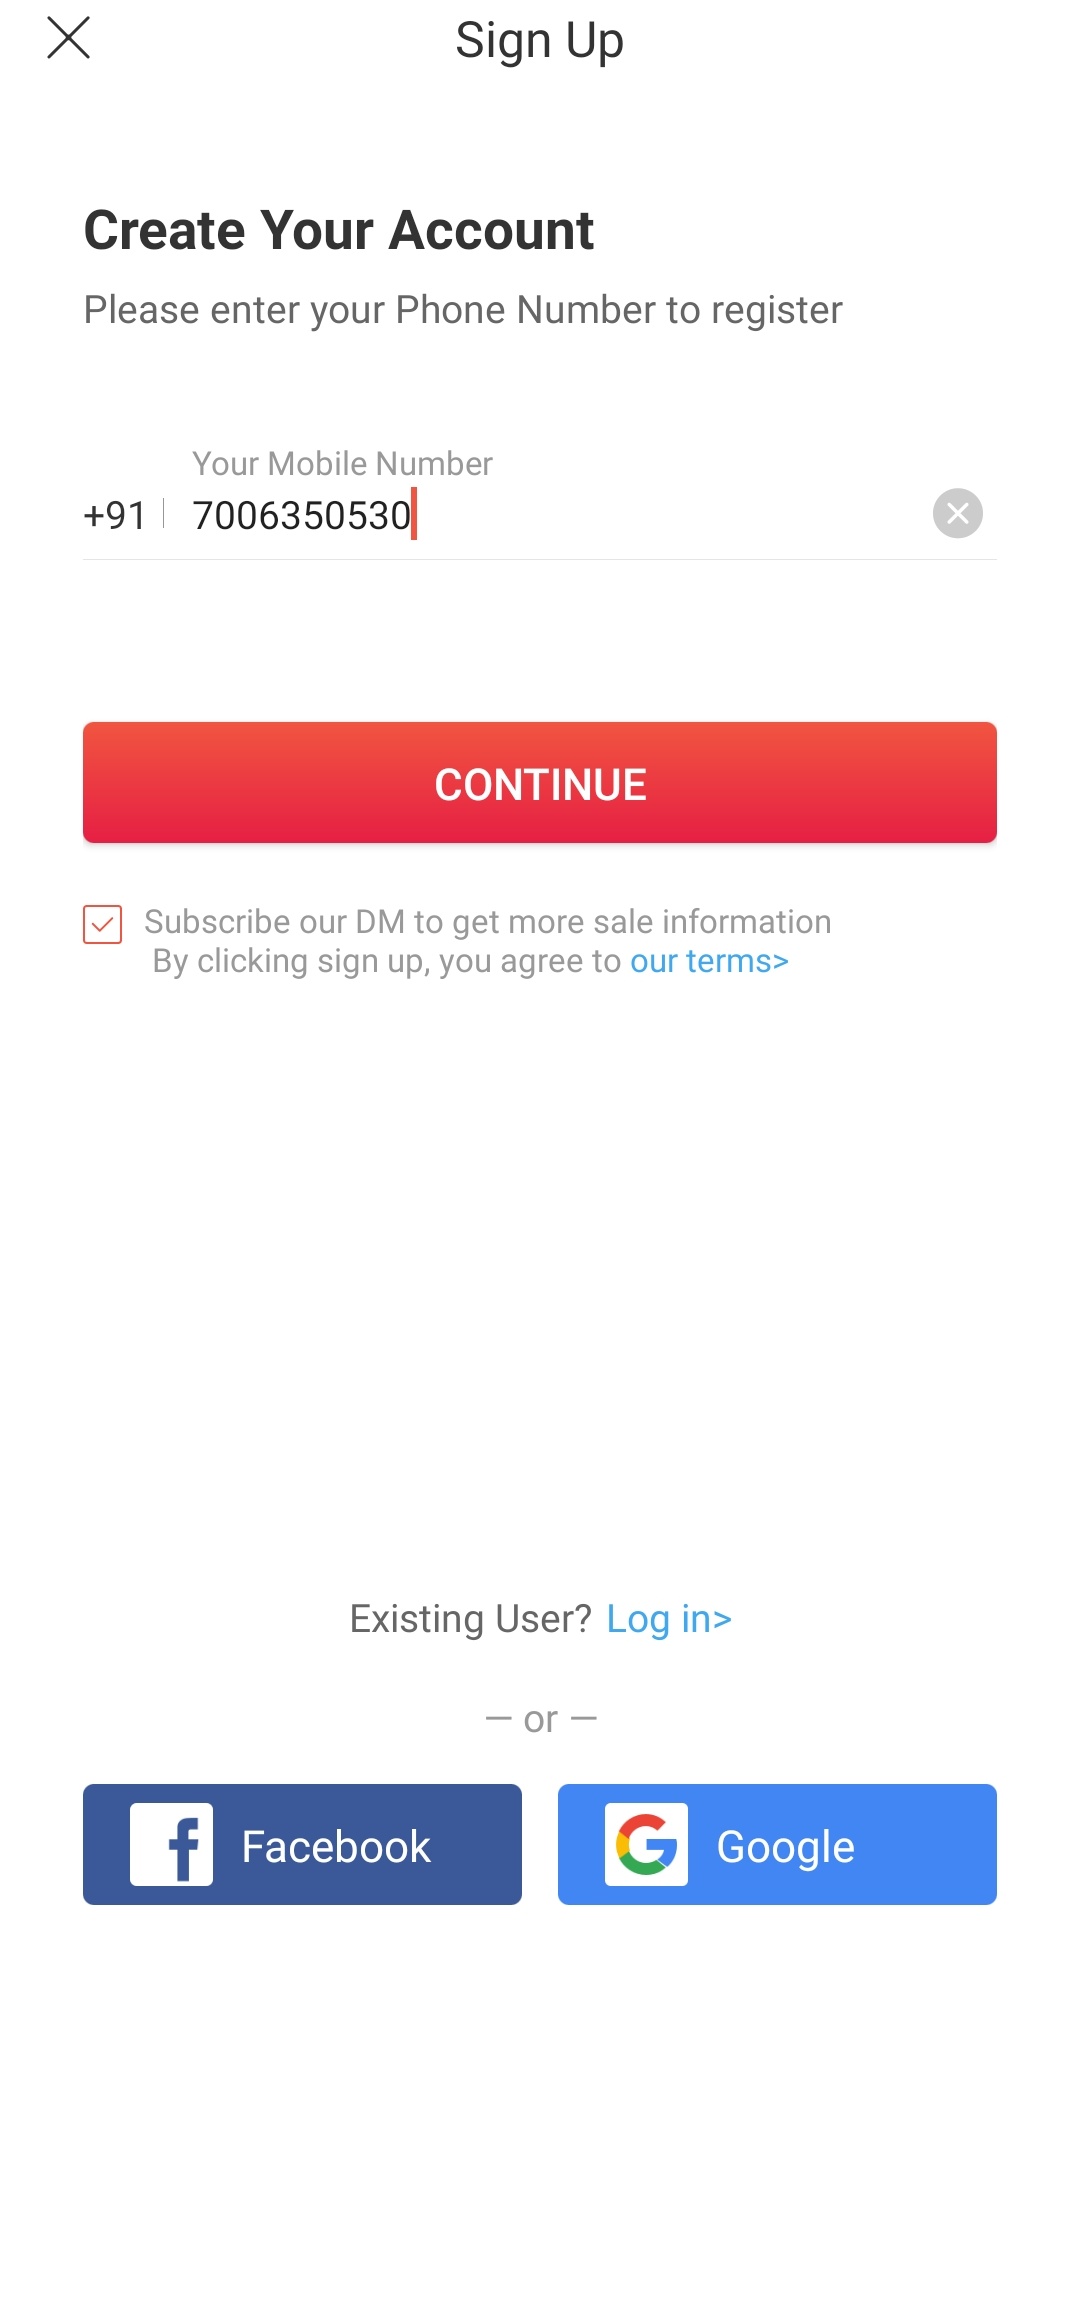 Sign Up
Create Your Account
Please enter your Phone Number to register
Your Mobile Number
+91 7006350530
CONTINUE
Subscribe our DM to get more sale information
By clicking sign up, you agree to our terms>
Existing User? Log in>
— or —
Facebook
Google